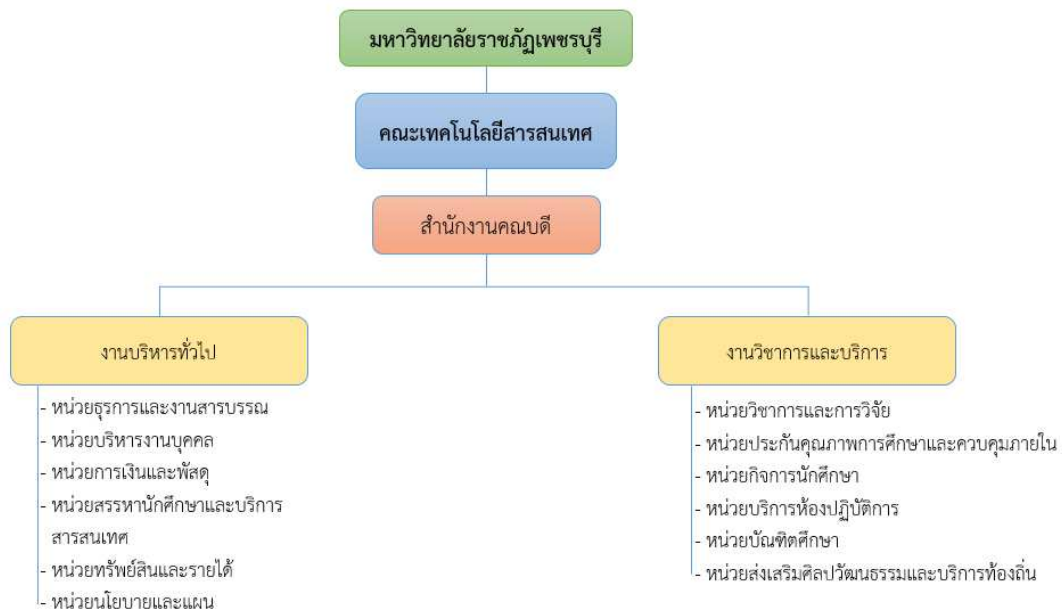 มหาวิทยาลัยราชภัฏเพชรบุรี
คณะเทคโนโลยีสารสนเทศ
สำนักงานคณบดี
งานบริหารทั่วไป
- หน่วยธุรการและงานสารบรรณ
- หน่วยบริหารงานบุคคล
- หน่วยการเงินและพัสดุ
- หน่วยสรรหานักศึกษาและบริการ
สารสนเทศ
- หน่วยทรัพย์สินและรายได้
- หน่วยนโยบายและแผน
งานวิชาการและบริการ
- หน่วยวิชาการและการวิจัย
- หน่วยประกันคุณภาพการศึกษาและควบคุมภายใน
- หน่วยกิจการนักศึกษา
- หน่วยบริการห้องปฏิบัติการ
- หน่วยบัณฑิตศึกษา
- หน่วยส่งเสริมศิลปวัฒนธรรมและบริการท้องถิ่น